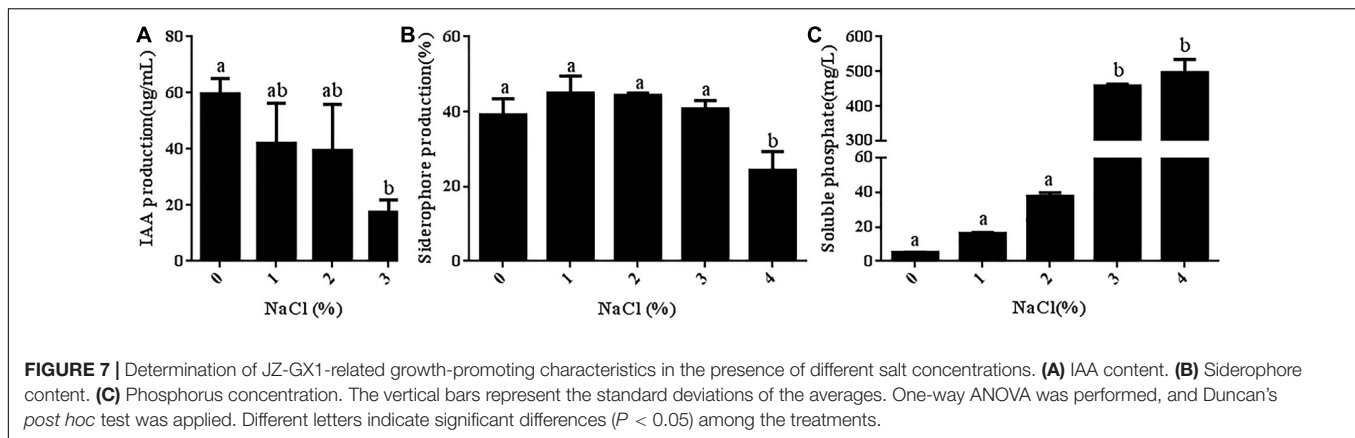 A
IAA production(ug/mL)
80
60
40
20
0
a
ab
ab
b
0
1
2
3
NaCl (%)
B
Siderophore production(%)
60
40
20
0
a
a
a
a
b
0
1
2
3
4
NaCl (%)
C
Soluble phosphate(mg/L)
600
500
400
300
60
40
20
0
a
a
a
b
b
0
1
2
3
4
NaCl(%)
FIGURE 7 | Determination of JZ-GX1-related growth-promoting characteristics in the presence of different salt concentrations. (A) IAA content. (B) Siderophore
content. (C) Phosphorus concentration. The vertical bars represent the standard deviations of the averages. One-way ANOVA was performed, and Duncan's
post hoc test was applied. Different letters indicate significant differences (P < 0.05) among the treatments.